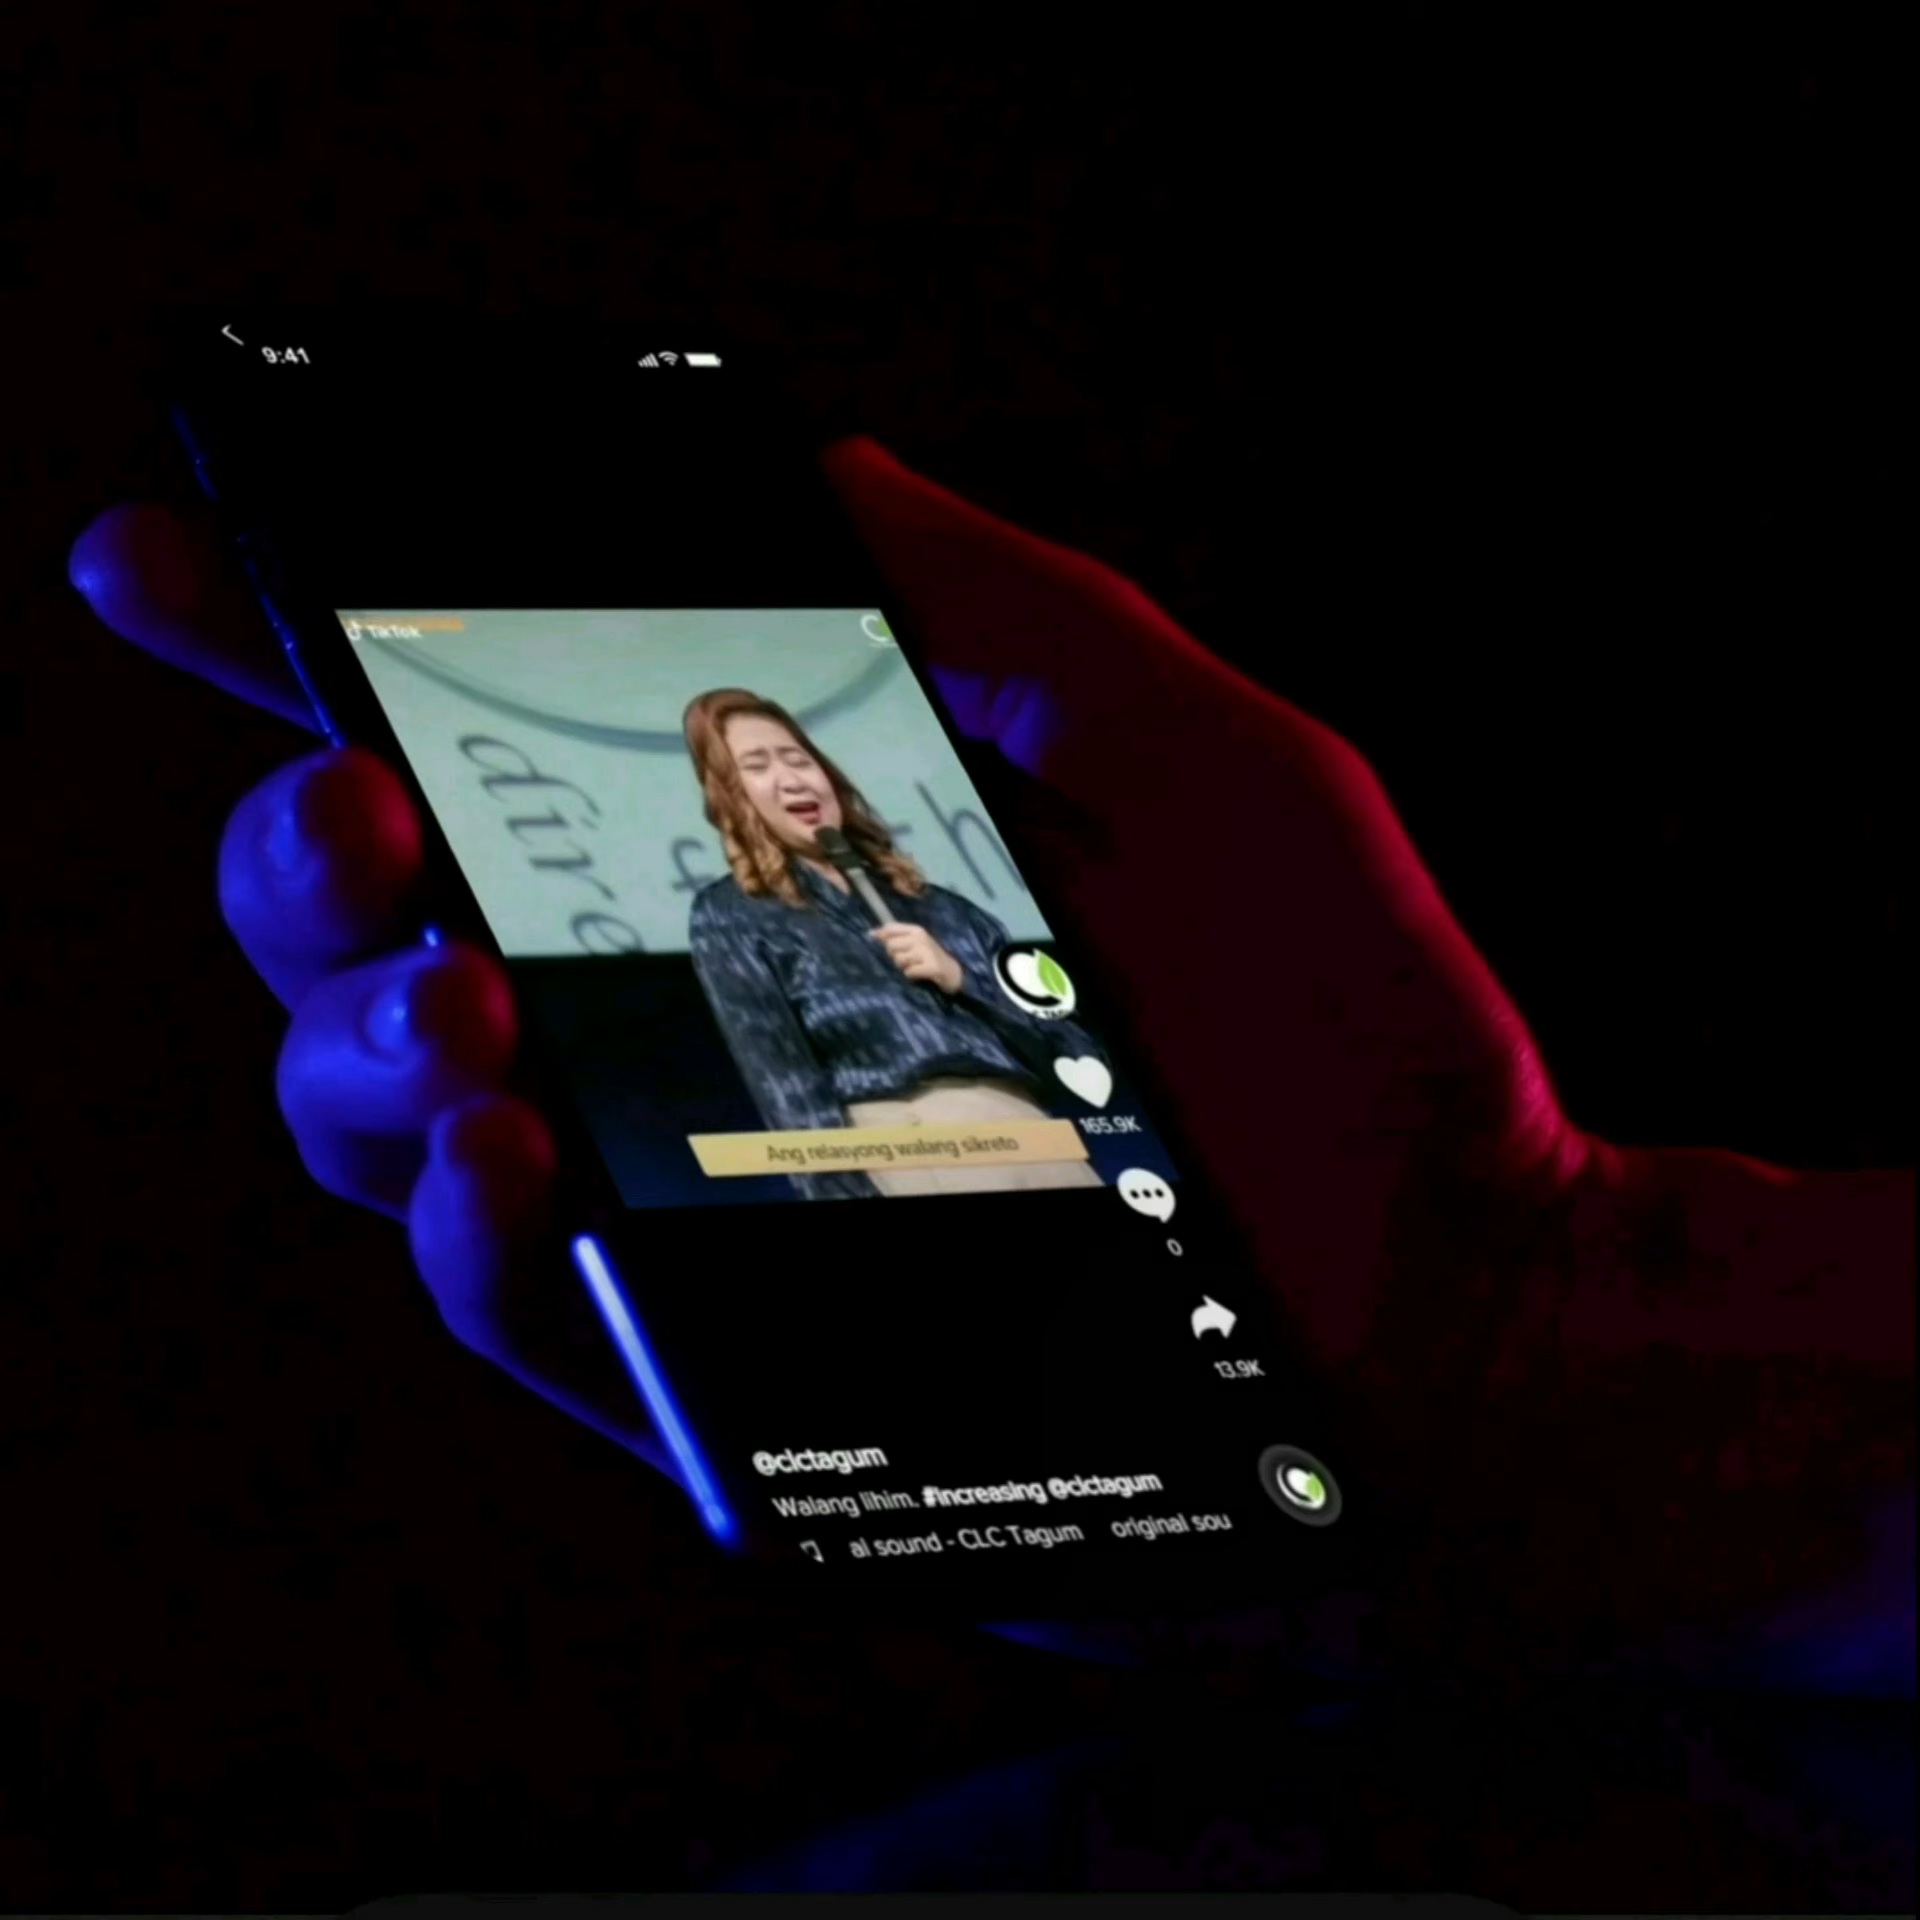 9:41
TikTok
dire
h
Ang relasyong walang sikreto
165.9K
0
13.9K
@clctagum
Walang lihim. #increasing @clctagum
al sound - CLC Tagum original sou